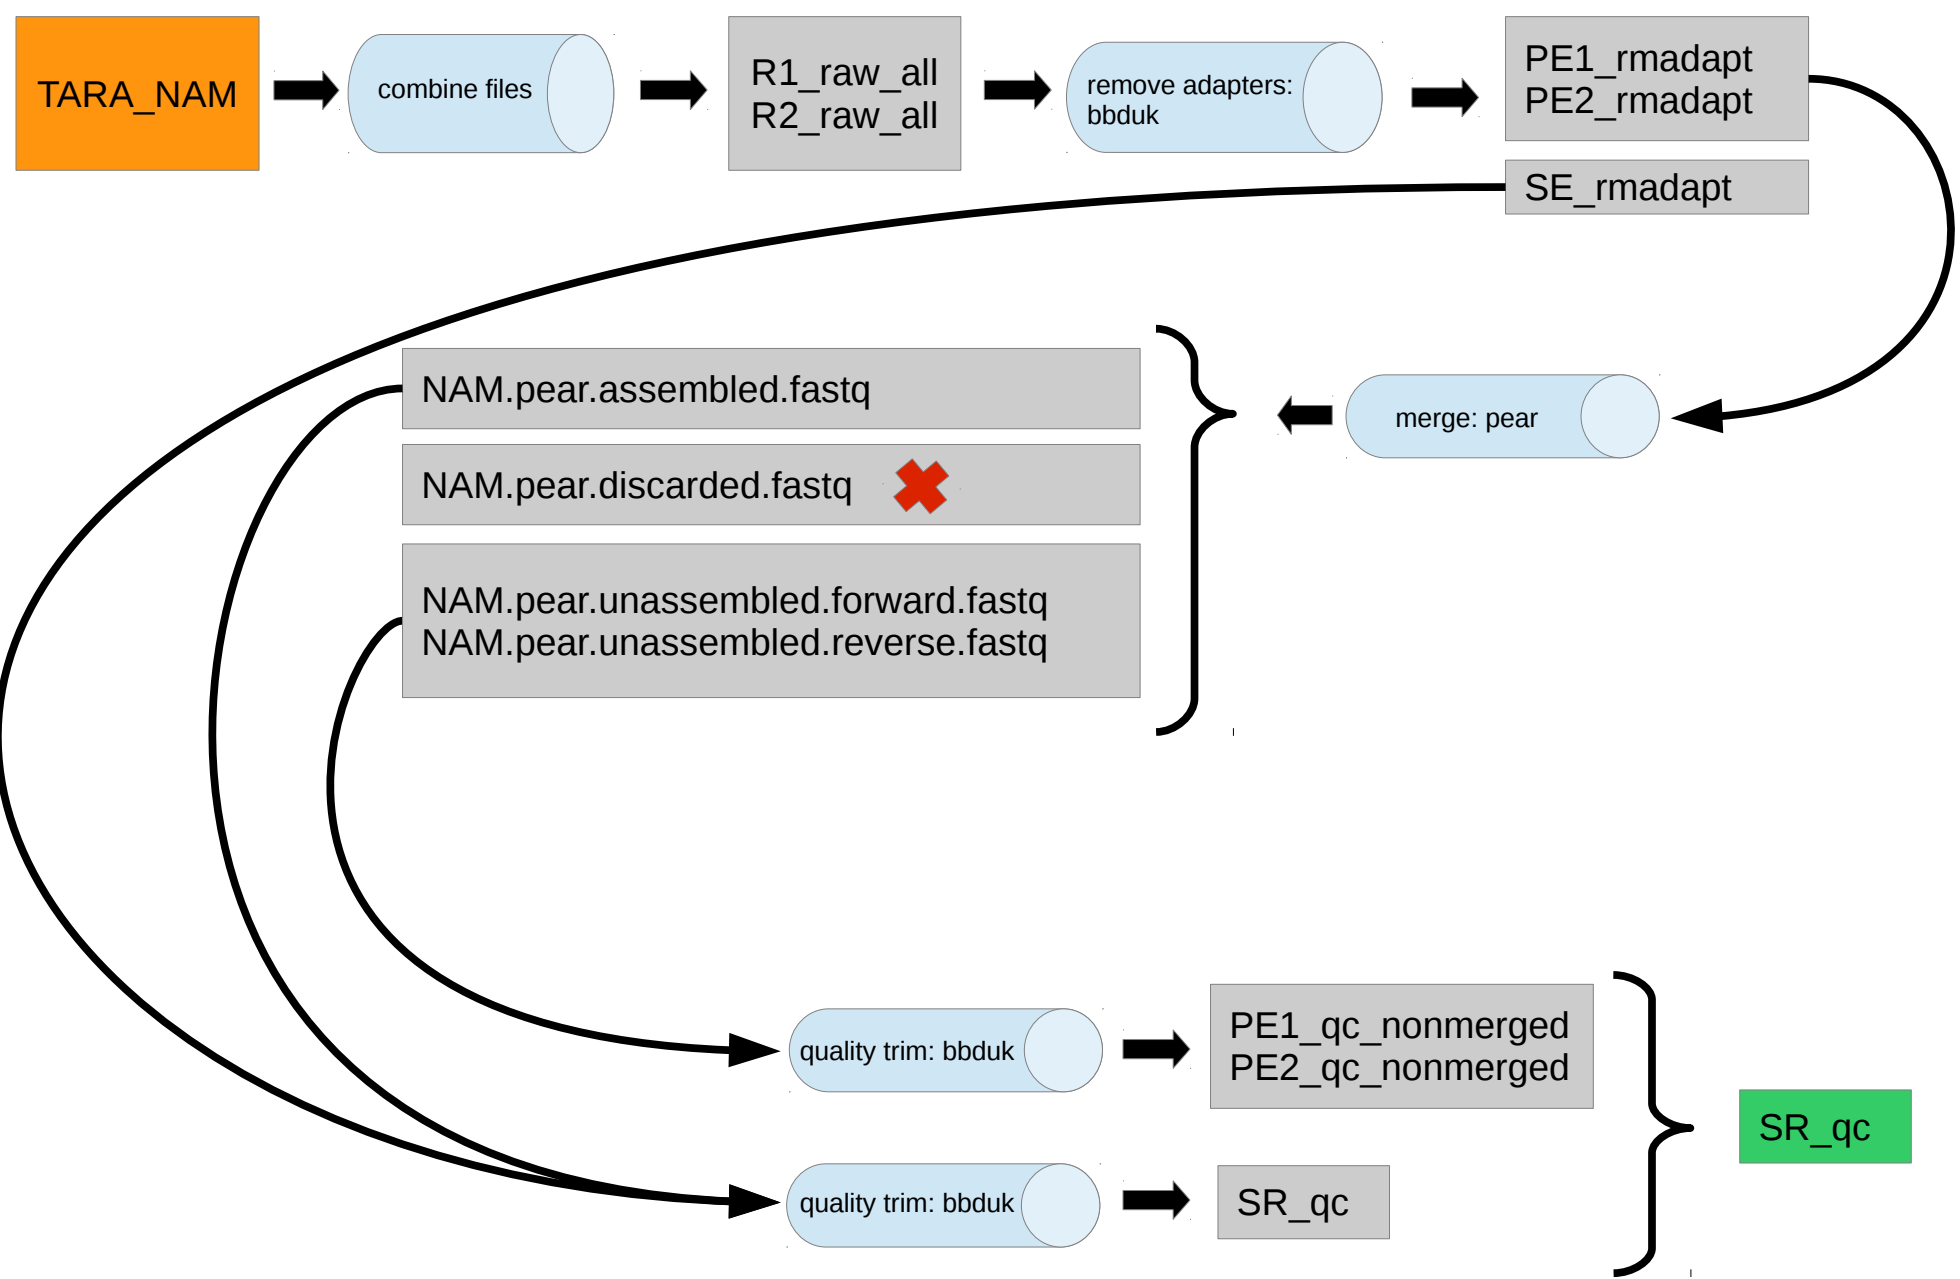 TARA_NAM
combine files
R1_raw_all
R2_raw_all
remove adapters:
bbduk
PE1_rmadapt
PE2_rmadapt
SE_rmadapt
NAM.pear.assembled.fastq
merge: pear
NAM.pear.discarded.fastq
NAM.pear.unassembled.forward.fastq
NAM.pear.unassembled.reverse.fastq
quality trim: bbduk
PE1_qc_nonmerged
PE2_qc_nonmerged
SR_qc
quality trim: bbduk
SR_qc